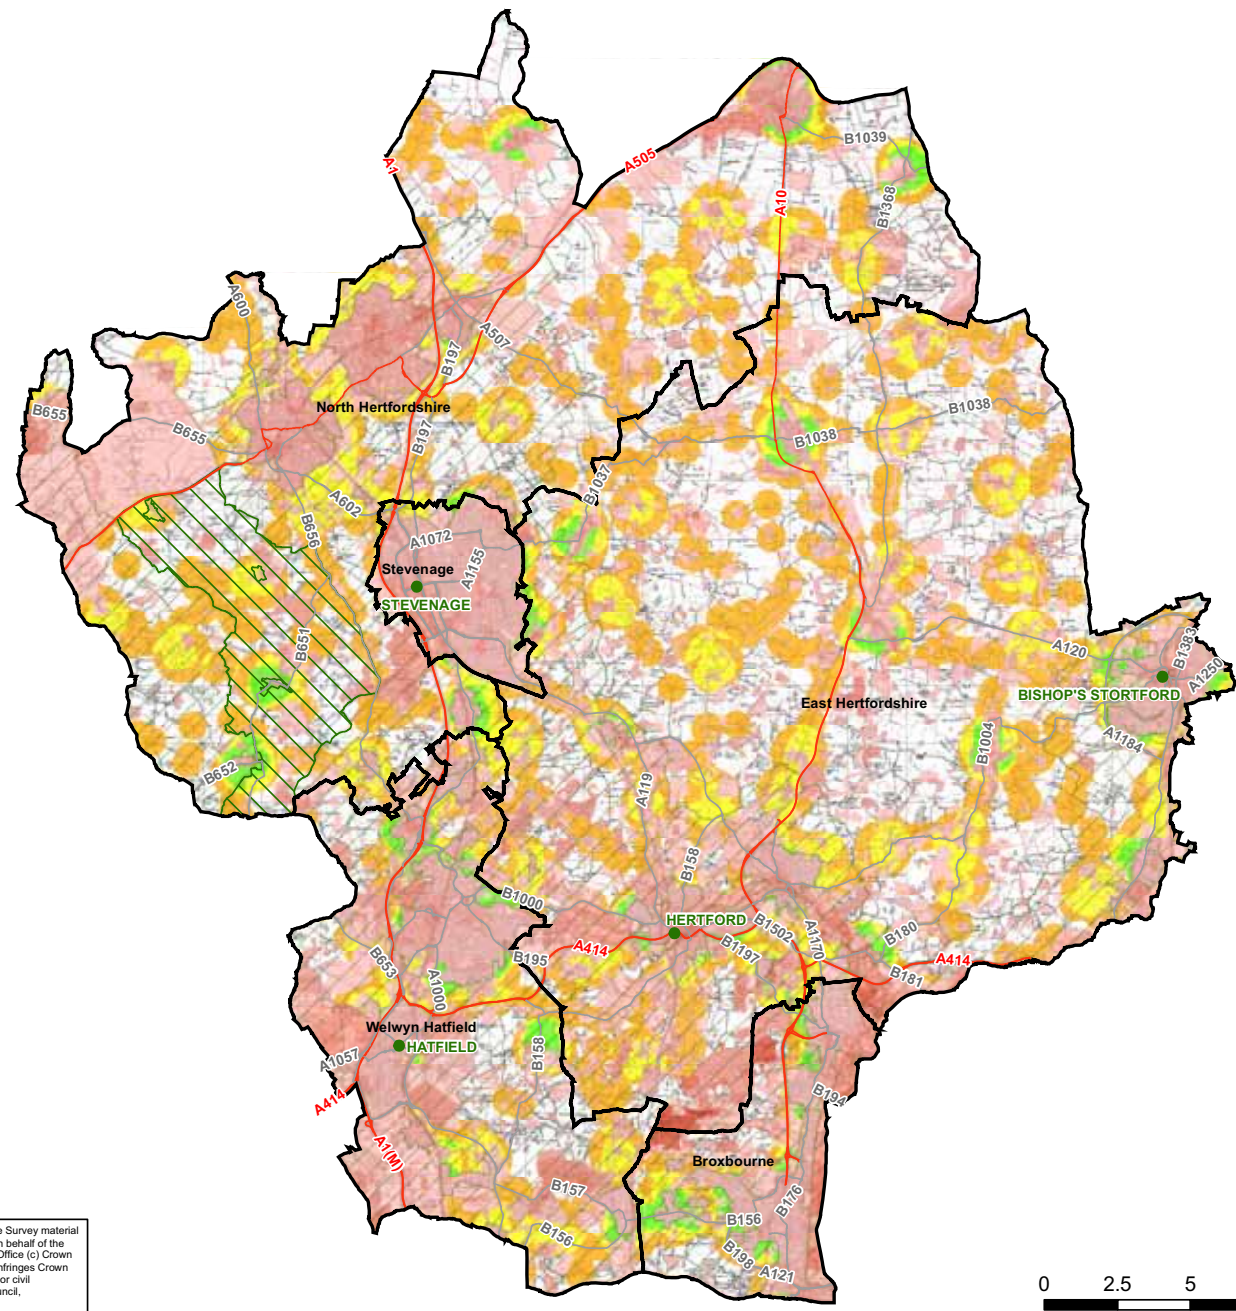 B1039
A505
A1
A10
B1368
A600
A507
B197
North Hertfordshire
B655
B655
B197
B1038
B1038
B1037
A602
B656
A1072
A1155
Stevenage
STEVENAGE
B651
A120
B1383
A1250
BISHOP'S STORTFORD
East Hertfordshire
A1184
B1004
B652
A119
B158
B1000
HERTFORD
B1502
A1170
B180
A414
B1197
A414
B181
B195
B653
A1000
Welwyn Hatfield
HATFIELD
B158
A1057
A414
B194
A1(M)
Broxbourne
B157
B176
B156
B156
B198
A121
e Survey material
n behalf of the
Office (c) Crown
nfringes Crown
or civil
uncil,
0 2.5 5